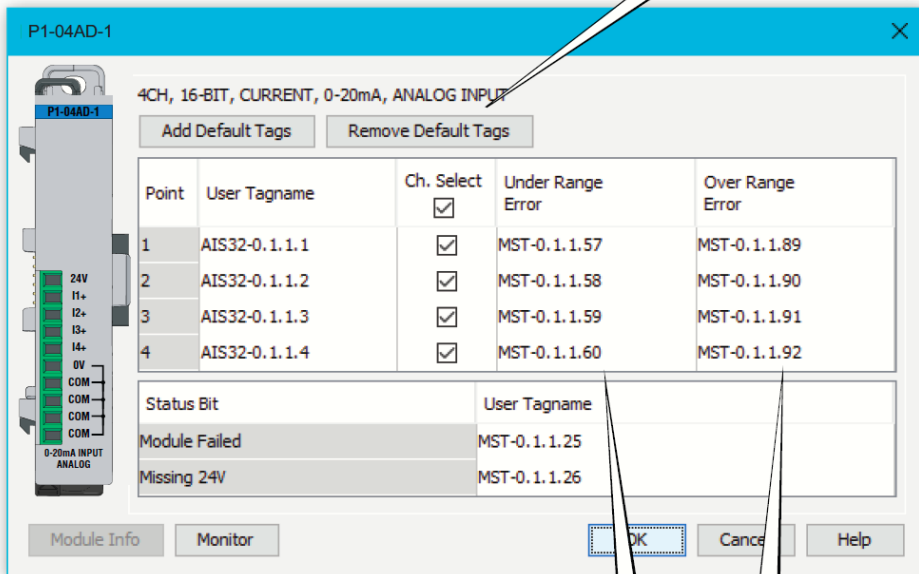 P1-04AD-1
P1-04AD-1
4CH, 16-BIT, CURRENT, 0-20mA, ANALOG INPUT
Add Default Tags Remove Default Tags
Point User Tagname Ch. Select Under Range Error Over Range Error
1 AIS32-0.1.1.1 MST-0.1.1.57 MST-0.1.1.89
2 AIS32-0.1.1.2 MST-0.1.1.58 MST-0.1.1.90
3 AIS32-0.1.1.3 MST-0.1.1.59 MST-0.1.1.91
4 AIS32-0.1.1.4 MST-0.1.1.60 MST-0.1.1.92
24V
I1+
I2+
I3+
I4+
0V
COM
COM
COM
COM
0-20mA INPUT
ANALOG
Status Bit User Tagname
Module Failed MST-0.1.1.25
Missing 24V MST-0.1.1.26
Module Info Monitor OK Cancel Help